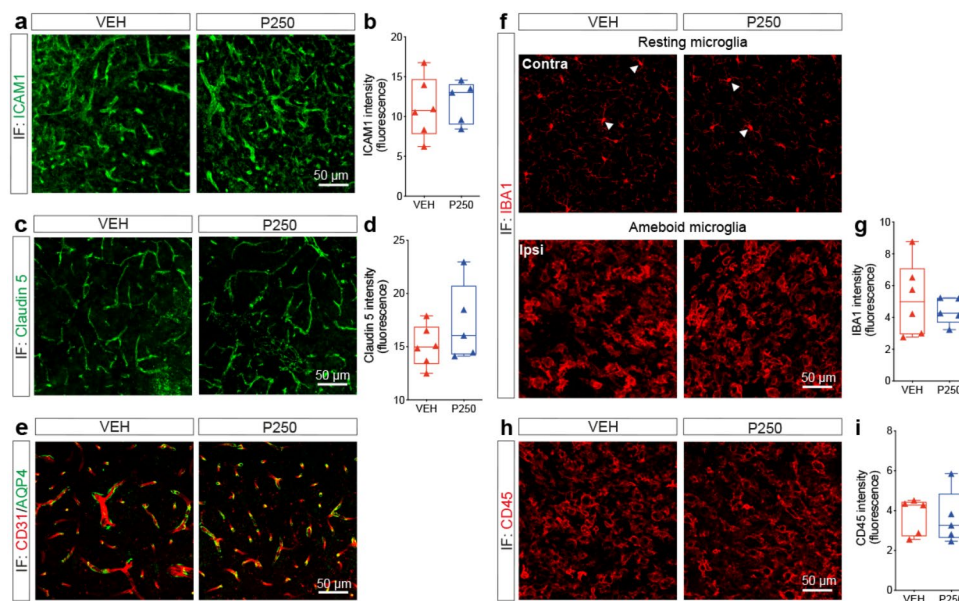 a
VEH
P250
IF: ICAM1
50 µm
b
ICAM1 intensity
(fluorescence)
20
15
10
5
0
VEH
P250
c
VEH
P250
IF: Claudin 5
50 µm
d
Claudin 5 intensity
(fluorescence)
25
20
15
10
VEH
P250
e
VEH
P250
IF: CD31/AQP4
50 µm
f
VEH
P250
Resting microglia
Contra
IF: IBA1
Ameboid microglia
Ipsi
50 µm
g
IBA1 intensity
(fluorescence)
10
8
6
4
2
0
VEH
P250
h
VEH
P250
IF: CD45
50 µm
i
CD45 intensity
(fluorescence)
8
6
4
2
0
VEH
P250